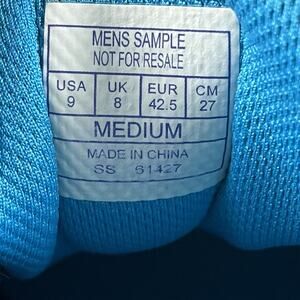 MENS SAMPLE
NOT FOR RESALE
USA UK EUR CM
9 8 42.5 27
MEDIUM
MADE IN CHINA
SS 61427